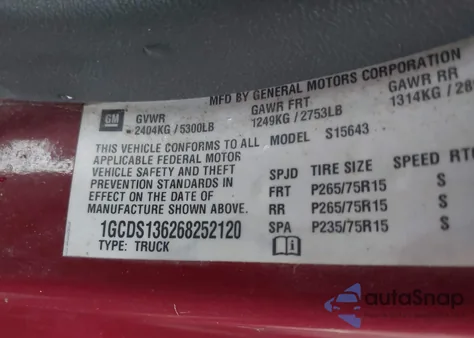 MFD BY GENERAL MOTORS CORPORATION
GM GVWR GAWR FRT GAWR RR
2404KG / 5300LB 1249KG / 2753LB 1314KG /
THIS VEHICLE CONFORMS TO ALL MODEL S15643
APPLICABLE FEDERAL MOTOR
VEHICLE SAFETY AND THEFT SPJD TIRE SIZE SPEED RTG
PREVENTION STANDARDS IN FRT P265/75R15 S
EFFECT ON THE DATE OF RR P265/75R15 S
MANUFACTURE SHOWN ABOVE. SPA P235/75R15 S
1GCDS136268252120
TYPE: TRUCK
autoSnap